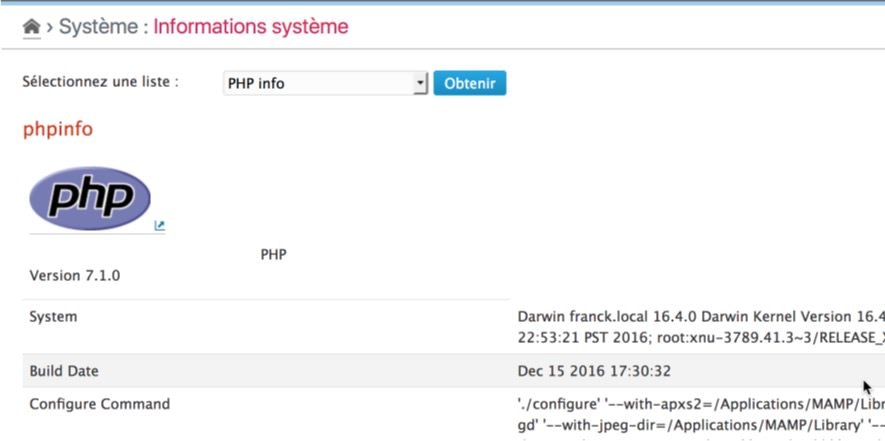 › Système : Informations système
Sélectionnez une liste : PHP info Obtenir
phpinfo
php
PHP
Version 7.1.0
System Darwin franck.local 16.4.0 Darwin Kernel Version 16.4
22:53:21 PST 2016; root:xnu-3789.41.3~3/RELEASE_
Build Date Dec 15 2016 17:30:32
Configure Command './configure' '--with-apxs2=/Applications/MAMP/Libr
gd' '--with-jpeg-dir=/Applications/MAMP/Library' '--